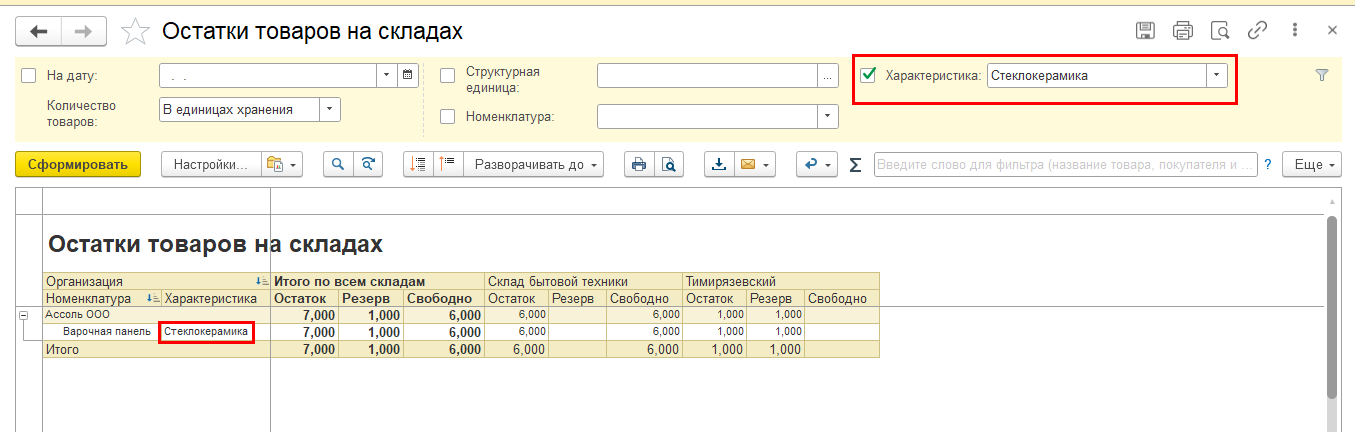 Остатки товаров на складах
На дату: . .
Структурная единица:
Характеристика: Стеклокерамика
Количество товаров: В единицах хранения
Номенклатура:
Сформировать Настройки... Разворачивать до Σ Введите слово для фильтра (название товара, покупателя и ... ? Еще
Остатки товаров на складах
Организация Итого по всем складам Склад бытовой техники Тимирязевский
Номенклатура Характеристика Остаток Резерв Свободно Остаток Резерв Свободно Остаток Резерв Свободно
Ассоль ООО 7,000 1,000 6,000 6,000 6,000 1,000 1,000
Варочная панель Стеклокерамика 7,000 1,000 6,000 6,000 6,000 1,000 1,000
Итого 7,000 1,000 6,000 6,000 6,000 1,000 1,000